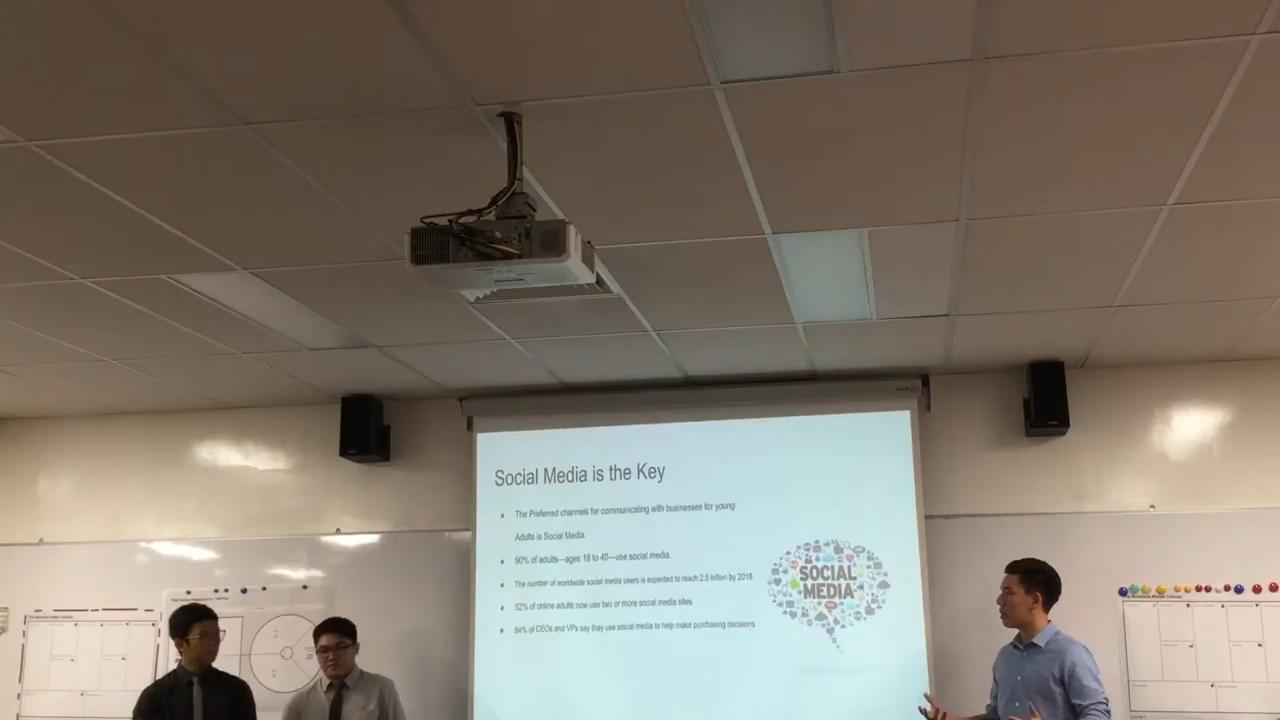 Social Media is the Key
The Preferred channels for communicating with businesses for young
Adults is Social Media.
90% of adults—ages 18 to 40—use social media.
The number of worldwide social media users is expected to reach 2.5 billion by 2018.
52% of online adults now use two or more social media sites
84% of CEOs and VPs say they use social media to help make purchasing decisions
SOCIAL
MEDIA